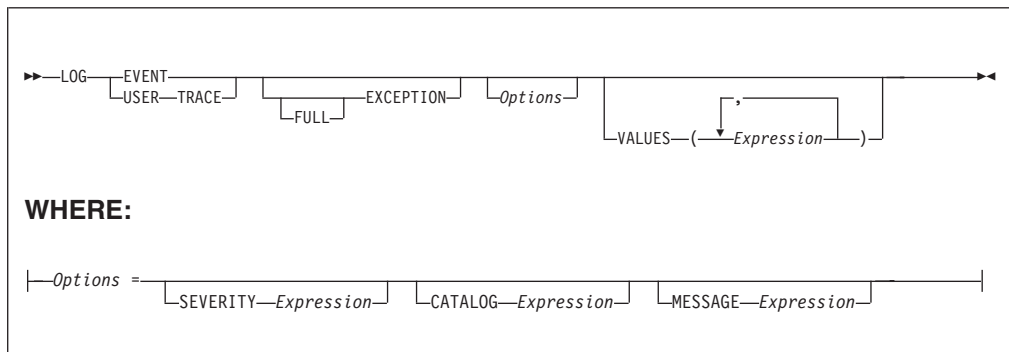 LOG EVENT
USER TRACE EXCEPTION Options ,
FULL
VALUES ( Expression )
WHERE:
Options =
SEVERITY Expression CATALOG Expression MESSAGE Expression